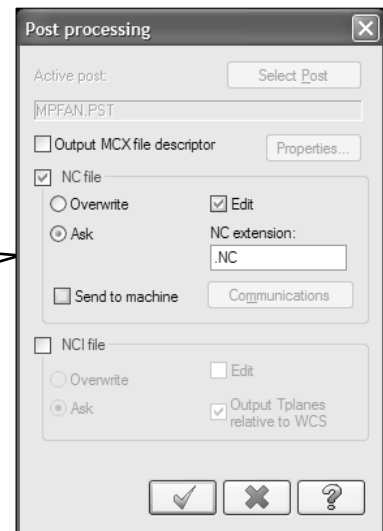 Post processing
Active post: Select Post
MPFAN.PST
Output MCX file descriptor Properties...
NC file
Overwrite Edit
Ask NC extension:
.NC
Send to machine Communications
NCI file
Overwrite Edit
Ask Output Tplanes
relative to WCS